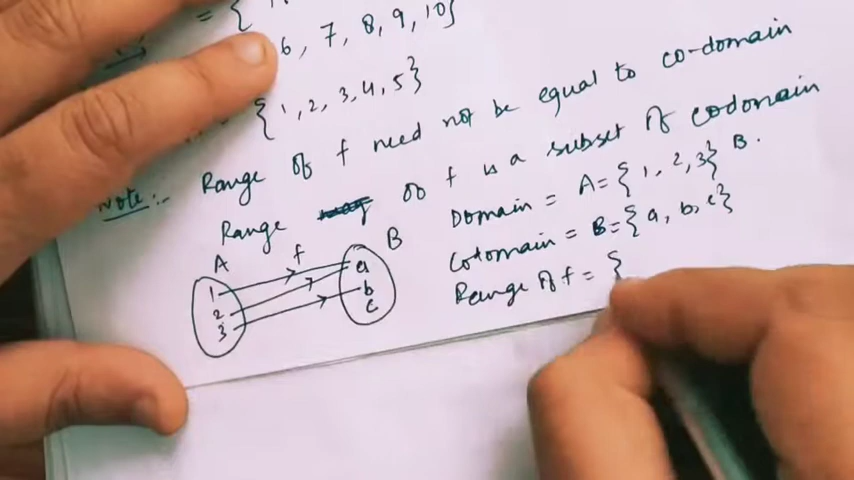 = {
6, 7, 8, 9, 10}
{1, 2, 3, 4, 5}
Note :- Range of f need not be equal to co-domain
Range of f is a subset of codomain B.
A f B
1
2
3
a
b
c
Domain = A = {1, 2, 3}
Codomain = B = {a, b, c}
Range of f = {